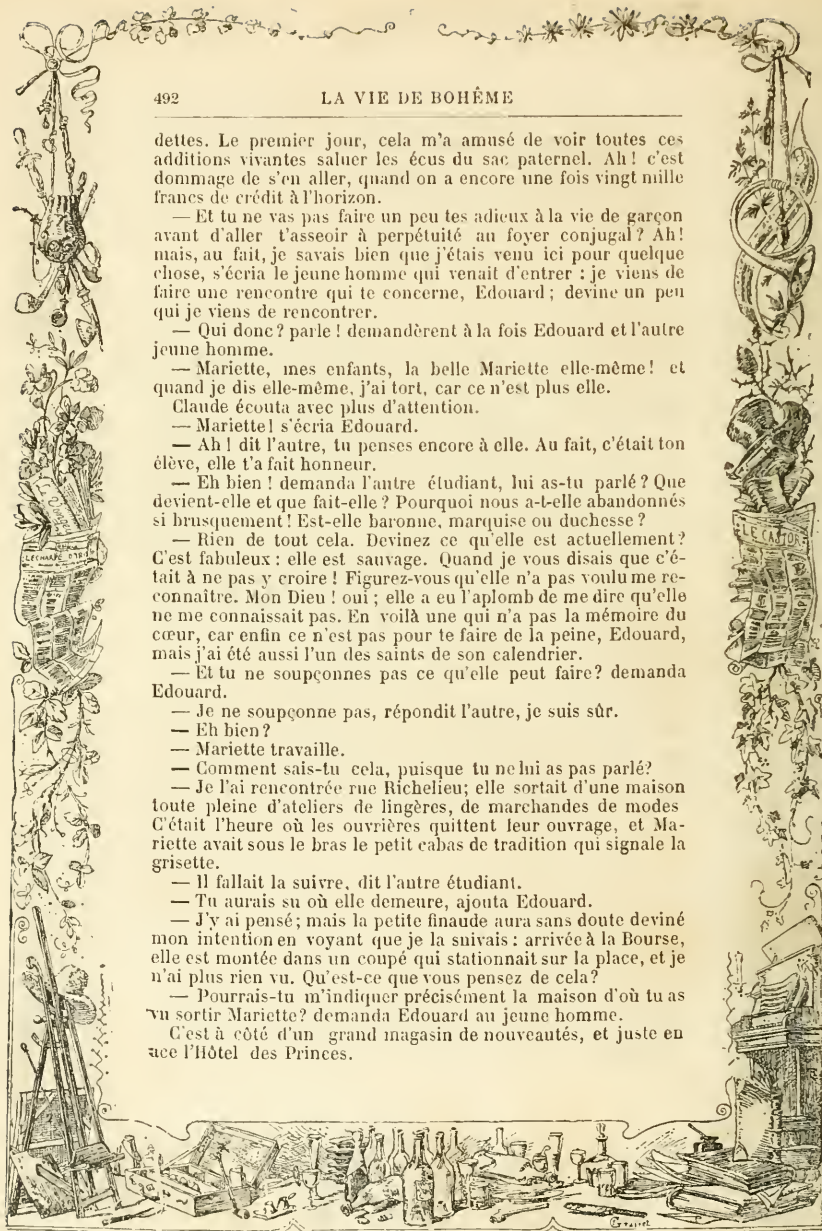 492 LA VIE DE BOHÊME
dettes. Le premier jour, cela m'a amusé de voir toutes ces
additions vivantes saluer les écus du sac paternel. Ah! c'est
dommage de s'en aller, quand on a encore une fois vingt mille
francs de crédit à l'horizon.
— Et tu ne vas pas faire un peu tes adieux à la vie de garçon
avant d'aller t'asseoir à perpétuité au foyer conjugal? Ah!
mais, au fait, je savais bien que j'étais venu ici pour quelque
chose, s'écria le jeune homme qui venait d'entrer : je viens de
faire une rencontre qui te concerne, Edouard; devine un peu
qui je viens de rencontrer.
— Qui donc? parle! demandèrent à la fois Edouard et l'autre
jeune homme.
— Mariette, mes enfants, la belle Mariette elle-même! et
quand je dis elle-même, j'ai tort, car ce n'est plus elle.
Claude écouta avec plus d'attention.
— Mariette! s'écria Edouard.
— Ah! dit l'autre, tu penses encore à elle. Au fait, c'était ton
élève, elle t'a fait honneur.
— Eh bien! demanda l'autre étudiant, lui as-tu parlé? Que
devient-elle et que fait-elle? Pourquoi nous a-t-elle abandonnés
si brusquement! Est-elle baronne, marquise ou duchesse?
— Rien de tout cela. Devinez ce qu'elle est actuellement?
C'est fabuleux : elle est sauvage. Quand je vous disais que c'é-
tait à ne pas y croire! Figurez-vous qu'elle n'a pas voulu me re-
connaître. Mon Dieu! oui; elle a eu l'aplomb de me dire qu'elle
ne me connaissait pas. En voilà une qui n'a pas la mémoire du
cœur, car enfin ce n'est pas pour te faire de la peine, Edouard,
mais j'ai été aussi l'un des saints de son calendrier.
— Et tu ne soupçonnes pas ce qu'elle peut faire? demanda
Edouard.
— Je ne soupçonne pas, répondit l'autre, je suis sûr.
— Eh bien?
— Mariette travaille.
— Comment sais-tu cela, puisque tu ne lui as pas parlé?
— Je l'ai rencontrée rue Richelieu; elle sortait d'une maison
toute pleine d'ateliers de lingères, de marchandes de modes
C'était l'heure où les ouvrières quittent leur ouvrage, et Ma-
riette avait sous le bras le petit cabas de tradition qui signale la
grisette.
— Il fallait la suivre, dit l'autre étudiant.
— Tu aurais su où elle demeure, ajouta Edouard.
— J'y ai pensé; mais la petite finaude aura sans doute deviné
mon intention en voyant que je la suivais : arrivée à la Bourse,
elle est montée dans un coupé qui stationnait sur la place, et je
n'ai plus rien vu. Qu'est-ce que vous pensez de cela?
— Pourrais-tu m'indiquer précisément la maison d'où tu as
vu sortir Mariette? demanda Edouard au jeune homme.
C'est à côté d'un grand magasin de nouveautés, et juste en
ace l'Hôtel des Princes.
LE CASTOR